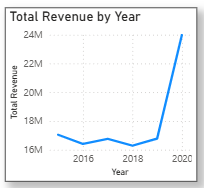 Total Revenue by Year
24M
22M
20M
18M
16M
Total Revenue
2016
2018
2020
Year